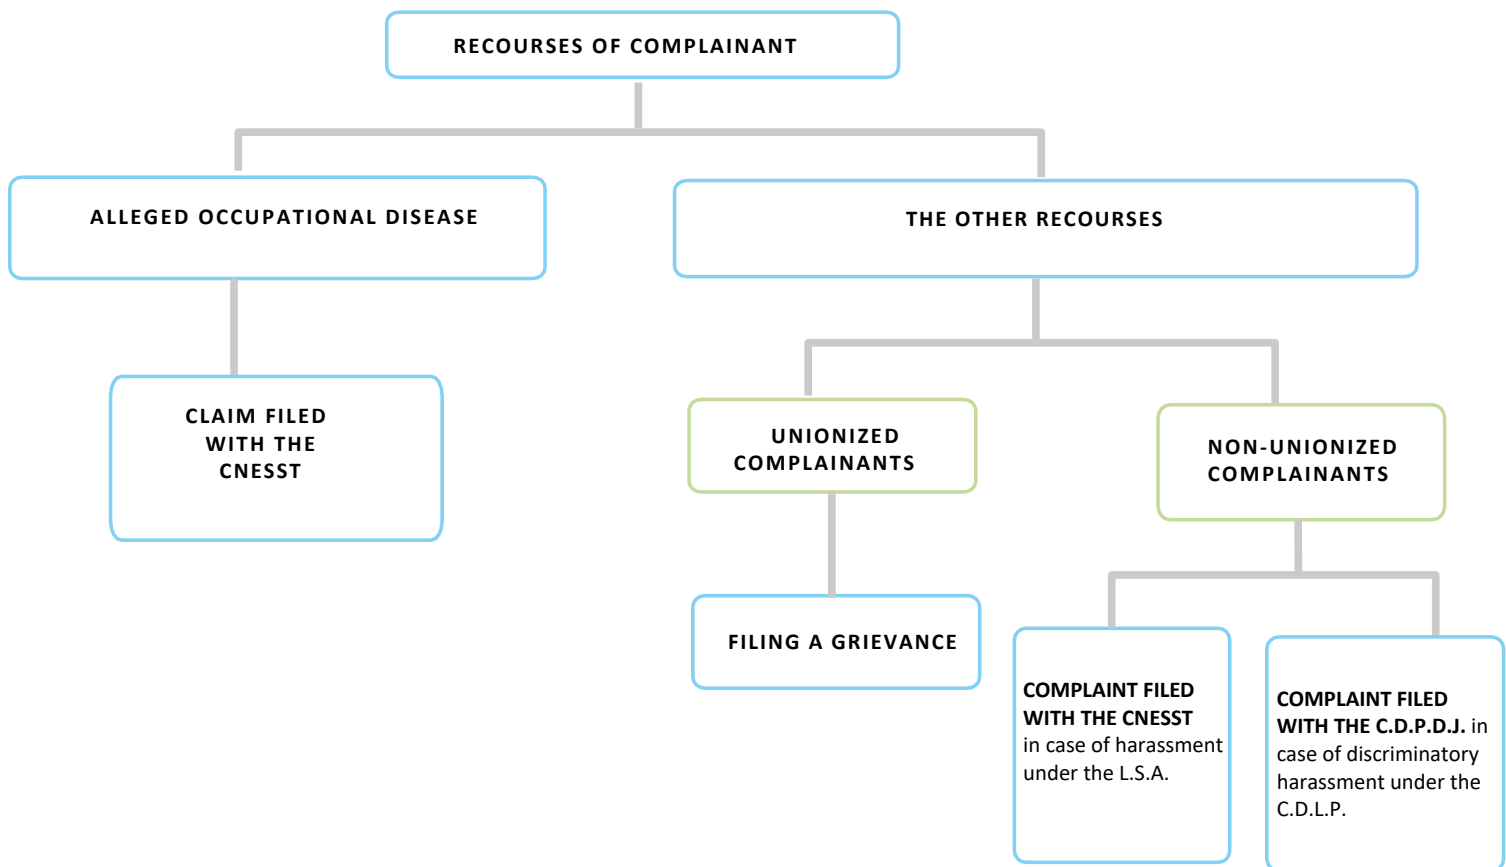 RECOURSES OF COMPLAINANT
ALLEGED OCCUPATIONAL DISEASE
THE OTHER RECOURSES
CLAIM FILED
WITH THE
CNESST
UNIONIZED
COMPLAINANTS
NON-UNIONIZED
COMPLAINANTS
FILING A GRIEVANCE
COMPLAINT FILED
WITH THE CNESST
in case of harassment
under the L.S.A.
COMPLAINT FILED
WITH THE C.D.P.D.J. in
case of discriminatory
harassment under the
C.D.L.P.